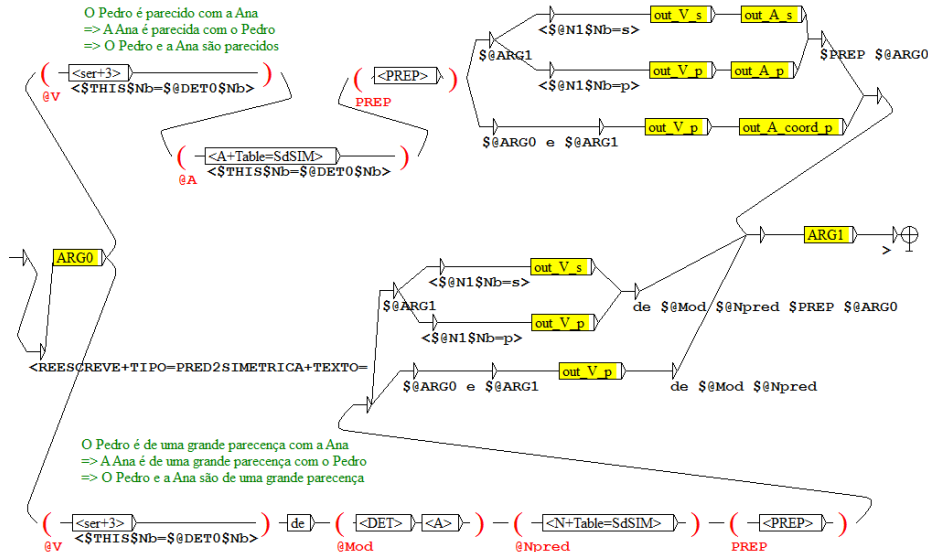 O Pedro é parecido com a Ana
=> A Ana é parecida com o Pedro
=> O Pedro e a Ana são parecidos
( <ser+3> )
@V <$THIS$Nb=$@DET0$Nb>
( <A+Table=SdSIM> )
@A <$THIS$Nb=$@DET0$Nb>
( <PREP> )
PREP
$@ARG1
<$@N1$Nb=s> out_V_s out_A_s
<$@N1$Nb=p> out_V_p out_A_p
$PREP $@ARG0
$@ARG0 e $@ARG1 out_V_p out_A_coord_p
ARG0
<REESCREVE+TIPO=PRED2SIMETRICA+TEXTO=
$@ARG1
<$@N1$Nb=s> out_V_s
<$@N1$Nb=p> out_V_p
de $@Mod $@Npred $PREP $@ARG0
$@ARG0 e $@ARG1 out_V_p de $@Mod $@Npred
ARG1
>
O Pedro é de uma grande parecença com a Ana
=> A Ana é de uma grande parecença com o Pedro
=> O Pedro e a Ana são de uma grande parecença
( <ser+3> ) de ( <DET> <A> ) ( <N+Table=SdSIM> ) ( <PREP> )
@V <$THIS$Nb=$@DET0$Nb> @Mod @Npred PREP